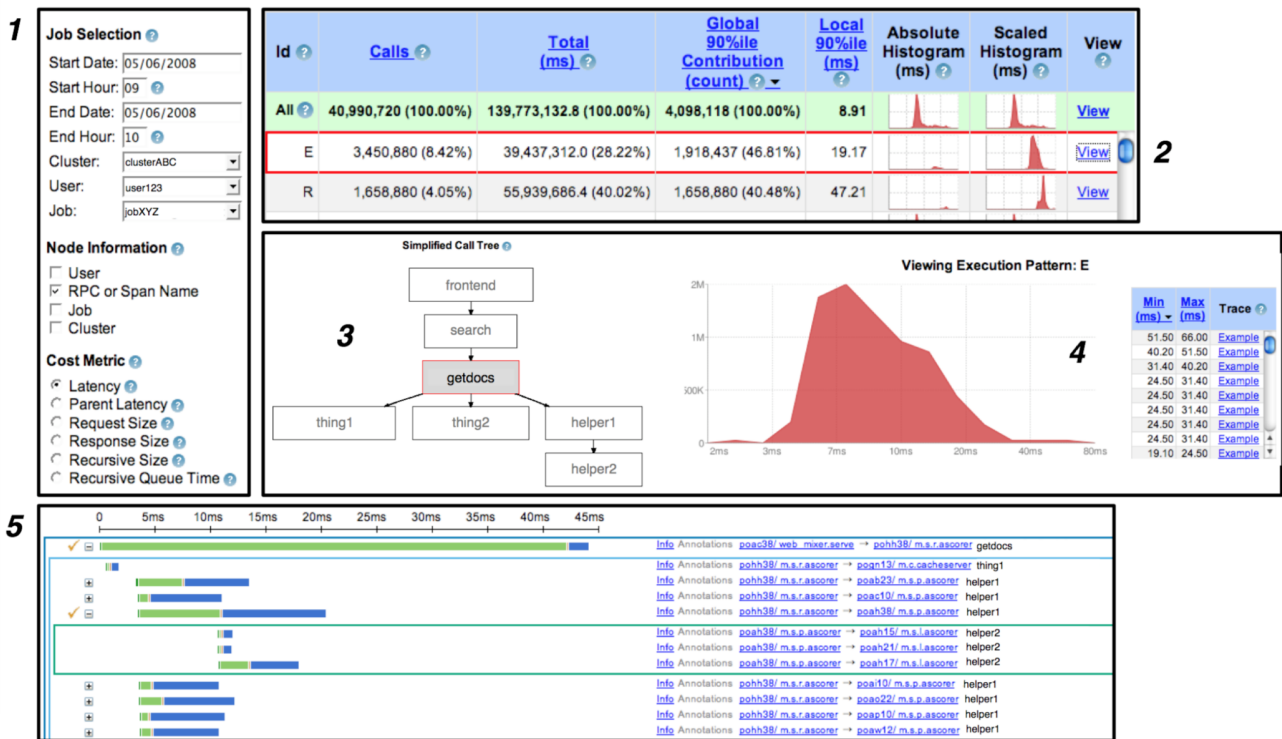 1
Job Selection ?
Start Date: 05/06/2008
Start Hour: 09 ?
End Date: 05/06/2008
End Hour: 10 ?
Cluster: clusterABC
User: user123
Job: jobXYZ
Node Information ?
User
RPC or Span Name
Job
Cluster
Cost Metric ?
Latency ?
Parent Latency ?
Request Size ?
Response Size ?
Recursive Size ?
Recursive Queue Time ?
2
Id ? Calls ? Total (ms) ? Global 90%ile Contribution (count) ? Local 90%ile (ms) ? Absolute Histogram (ms) ? Scaled Histogram (ms) ? View ?
All ? 40,990,720 (100.00%) 139,773,132.8 (100.00%) 4,098,118 (100.00%) 8.91 View
E 3,450,880 (8.42%) 39,437,312.0 (28.22%) 1,918,437 (46.81%) 19.17 View
R 1,658,880 (4.05%) 55,939,686.4 (40.02%) 1,658,880 (40.48%) 47.21 View
3
Simplified Call Tree ?
frontend
search
getdocs
thing1 thing2 helper1
helper2
4
Viewing Execution Pattern: E
2M
1M
500K
0
2ms 3ms 7ms 10ms 20ms 40ms 80ms
Min (ms) Max (ms) Trace ?
51.50 66.00 Example
40.20 51.50 Example
31.40 40.20 Example
24.50 31.40 Example
24.50 31.40 Example
24.50 31.40 Example
24.50 31.40 Example
24.50 31.40 Example
19.10 24.50 Example
5
0 5ms 10ms 15ms 20ms 25ms 30ms 35ms 40ms 45ms
Info Annotations poac38/ web_mixer.serve → pohh38/ m.s.r.ascorer getdocs
Info Annotations pohh38/ m.s.r.ascorer → poqn13/ m.c.cacheserver thing1
Info Annotations pohh38/ m.s.r.ascorer → poab23/ m.s.p.ascorer helper1
Info Annotations pohh38/ m.s.r.ascorer → poac10/ m.s.p.ascorer helper1
Info Annotations pohh38/ m.s.r.ascorer → poah38/ m.s.p.ascorer helper1
Info Annotations poah38/ m.s.p.ascorer → poah15/ m.s.l.ascorer helper2
Info Annotations poah38/ m.s.p.ascorer → poah21/ m.s.l.ascorer helper2
Info Annotations poah38/ m.s.p.ascorer → poah17/ m.s.l.ascorer helper2
Info Annotations pohh38/ m.s.r.ascorer → poai10/ m.s.p.ascorer helper1
Info Annotations pohh38/ m.s.r.ascorer → poao22/ m.s.p.ascorer helper1
Info Annotations pohh38/ m.s.r.ascorer → poap10/ m.s.p.ascorer helper1
Info Annotations pohh38/ m.s.r.ascorer → poaw12/ m.s.p.ascorer helper1